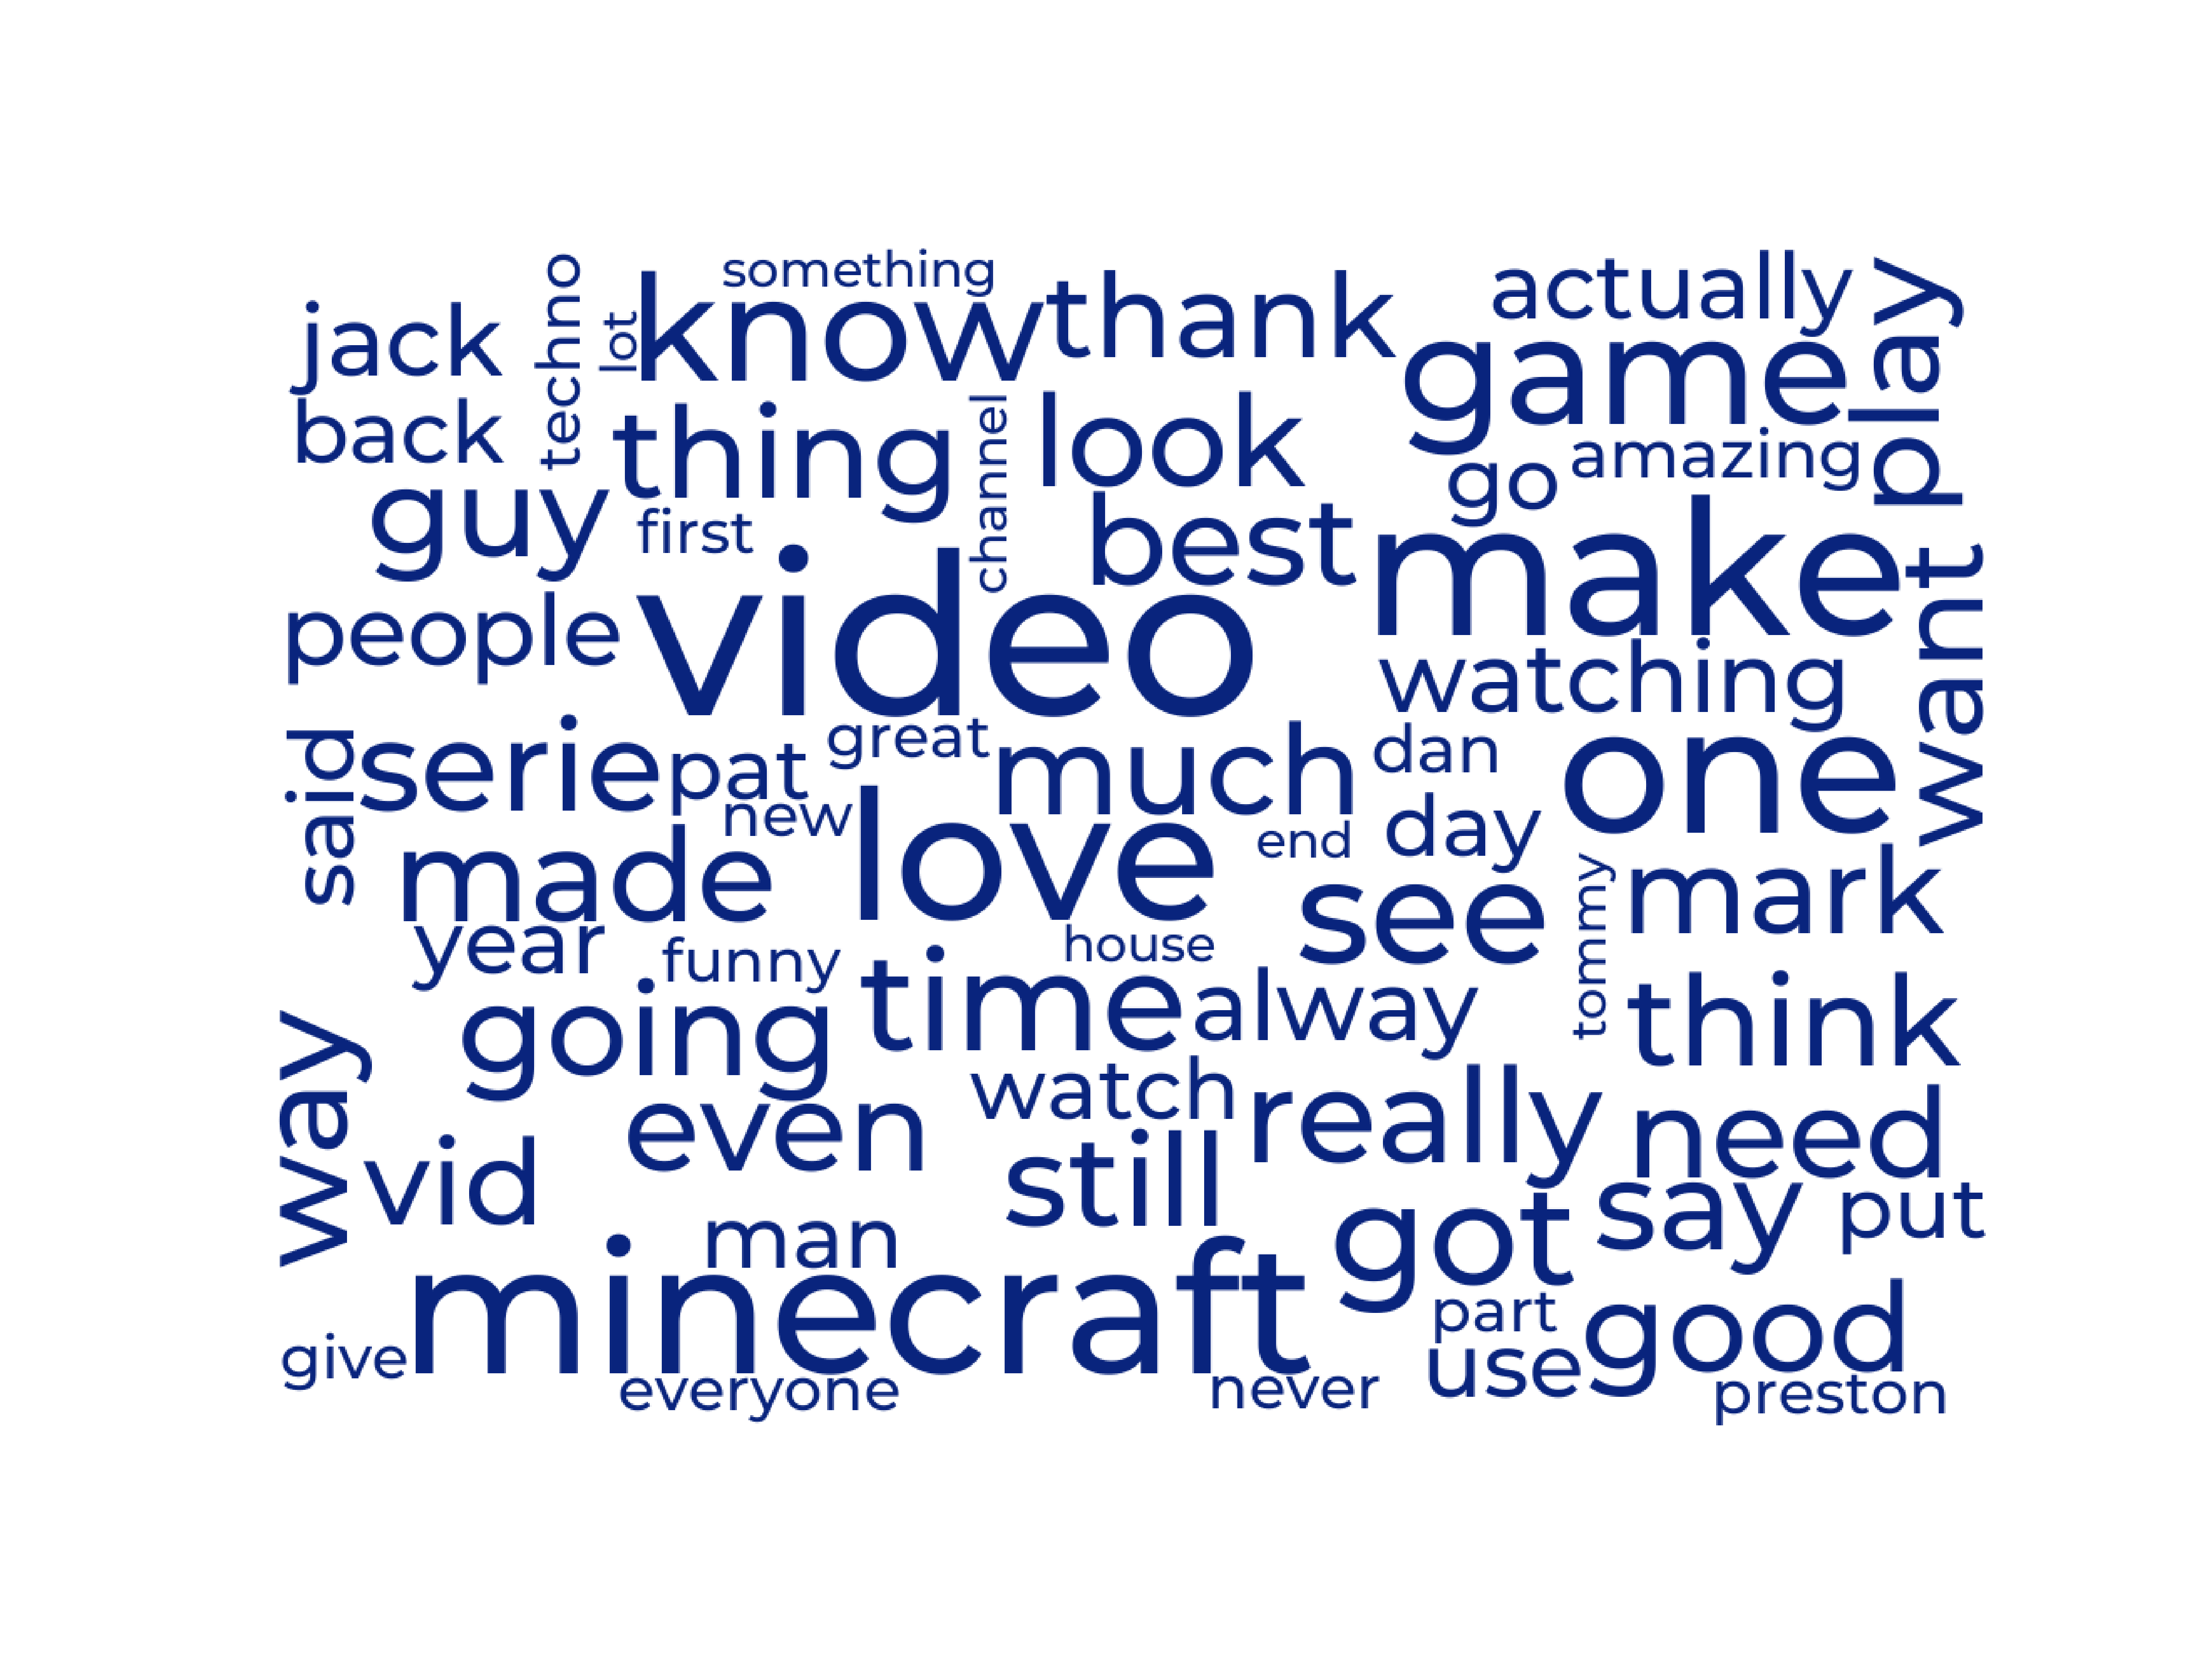 something
actually
jack
techno
lot
know
thank
game
play
back
thing
channel
look
go
amazing
guy
first
best
make
people
video
watching
want
said
serie
pat
great
much
dan
one
new
love
end
day
made
see
tommy
mark
year
funny
house
going
time
alway
think
way
even
watch
really
need
vid
still
man
got
say
put
minecraft
part
good
give
use
everyone
never
preston